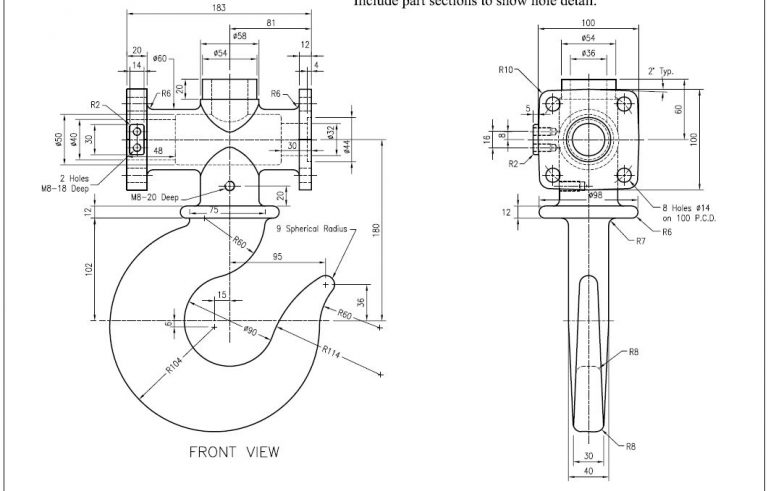 Include part sections to show hole detail.
183
81
ø58
ø54
12
4
20
14
ø60
20
R6
R6
R2
ø50
ø40
30
48
30
ø32
ø44
2 Holes
M8-18 Deep
M8-20 Deep
20
12
75
R60
9 Spherical Radius
102
95
180
15
36
6
ø90
R60
R104
R114
FRONT VIEW
100
ø54
ø36
R10
2° Typ.
5
60
16
8
R2
100
ø98
8 Holes ø14
on 100 P.C.D.
12
R6
R7
R8
R8
30
40